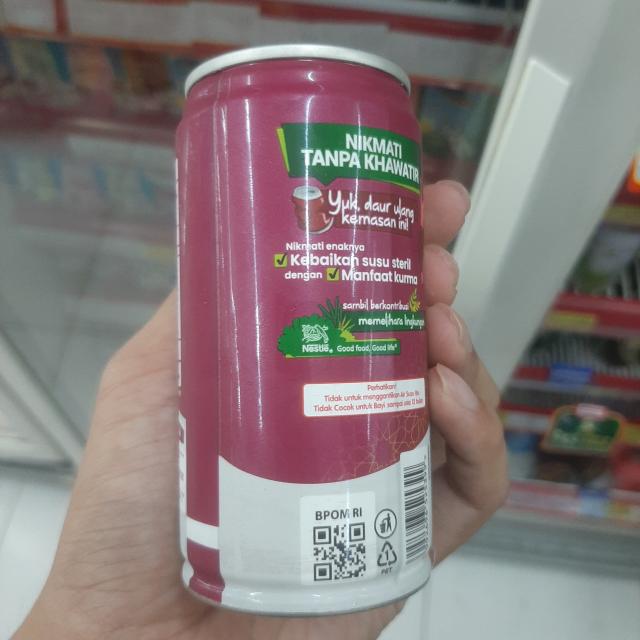 NIKMATI
TANPA KHAWATIR
Yuk, daur ulang
kemasan ini!
Nikmati enaknya
Kebaikan susu steril
dengan Manfaat kurma
sambil berkontribusi
memelihara lingkungan
Nestlé® Good food, Good life®
Perhatian!
Tidak untuk menggantikan Air Susu Ibu
Tidak Cocok untuk Bayi sampai usia 12 bulan
BPOM RI